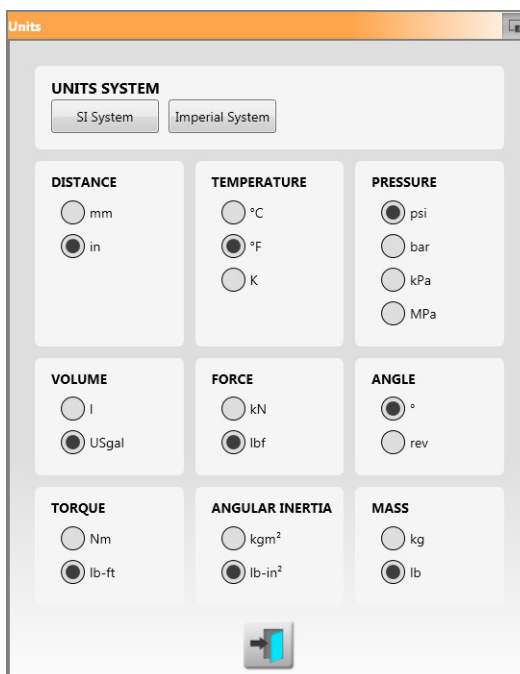 Units
UNITS SYSTEM
SI System
Imperial System
DISTANCE
mm
in
TEMPERATURE
°C
°F
K
PRESSURE
psi
bar
kPa
MPa
VOLUME
l
USgal
FORCE
kN
lbf
ANGLE
°
rev
TORQUE
Nm
lb-ft
ANGULAR INERTIA
kgm²
lb-in²
MASS
kg
lb